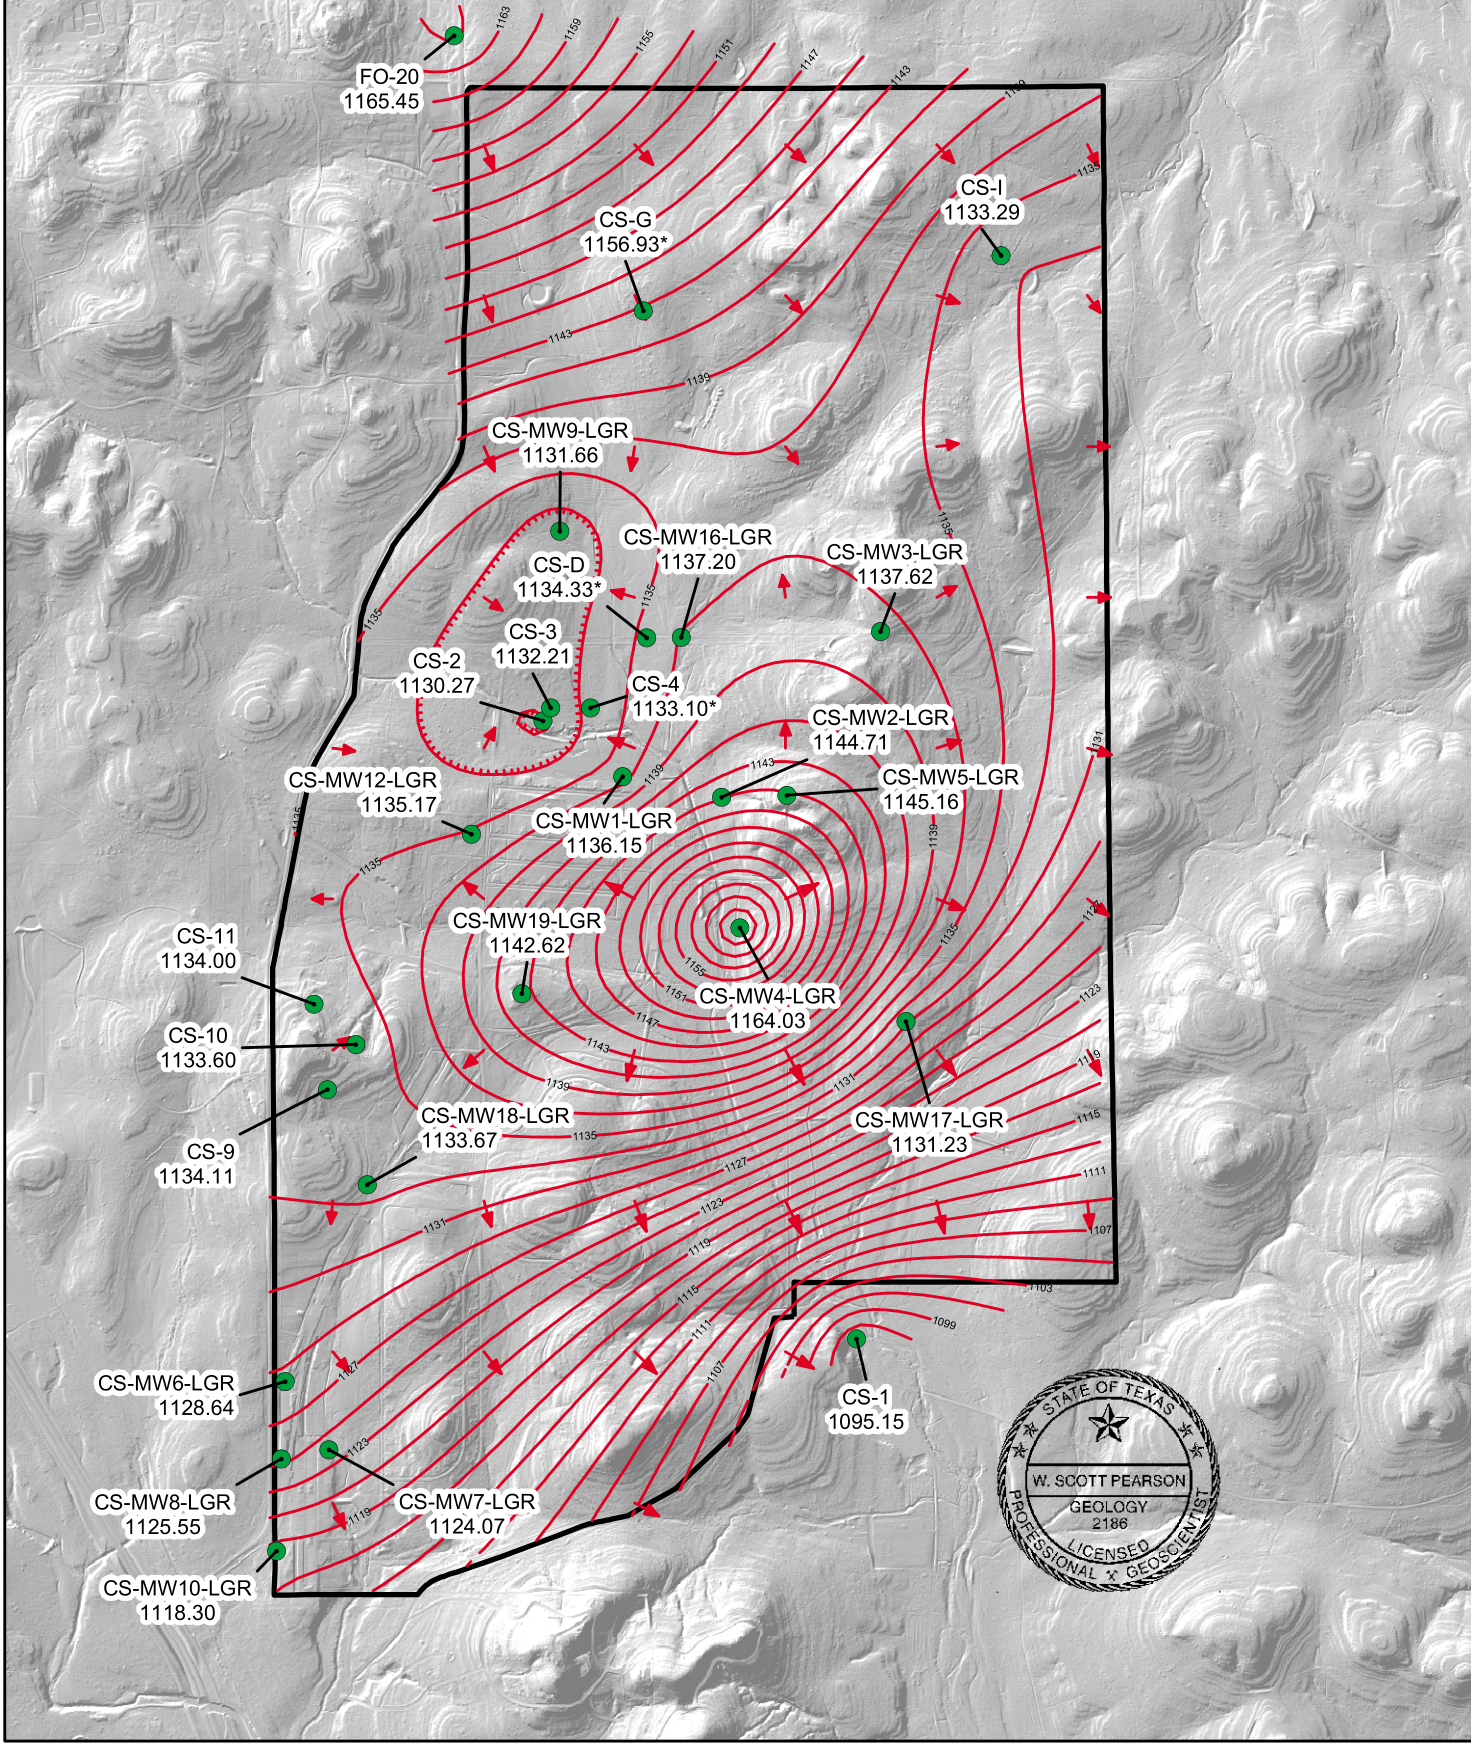 1163
1159
1155
1151
1147
1143
1139
FO-20
1165.45
1135
CS-I
1133.29
CS-G
1156.93*
1143
1139
CS-MW9-LGR
1131.66
1135
CS-MW16-LGR
1137.20
CS-MW3-LGR
1137.62
CS-D
1134.33*
1135
1135
CS-3
1132.21
CS-2
1130.27
CS-4
1133.10*
CS-MW2-LGR
1144.71
1131
1143
1139
CS-MW12-LGR
1135.17
CS-MW5-LGR
1145.16
1135
CS-MW1-LGR
1136.15
1139
1135
CS-MW19-LGR
1142.62
1127
1135
CS-11
1134.00
1155
1151
CS-MW4-LGR
1164.03
1123
1147
CS-10
1133.60
1143
1119
1139
1131
CS-MW18-LGR
1133.67
CS-MW17-LGR
1131.23
1115
1135
CS-9
1134.11
1127
1111
1123
1131
1107
1119
1115
1103
1111
1099
1127
1107
CS-MW6-LGR
1128.64
CS-1
1095.15
1123
CS-MW8-LGR
1125.55
CS-MW7-LGR
1124.07
1119
CS-MW10-LGR
1118.30
STATE OF TEXAS
W. SCOTT PEARSON
GEOLOGY
2186
LICENSED
PROFESSIONAL GEOSCIENTIST